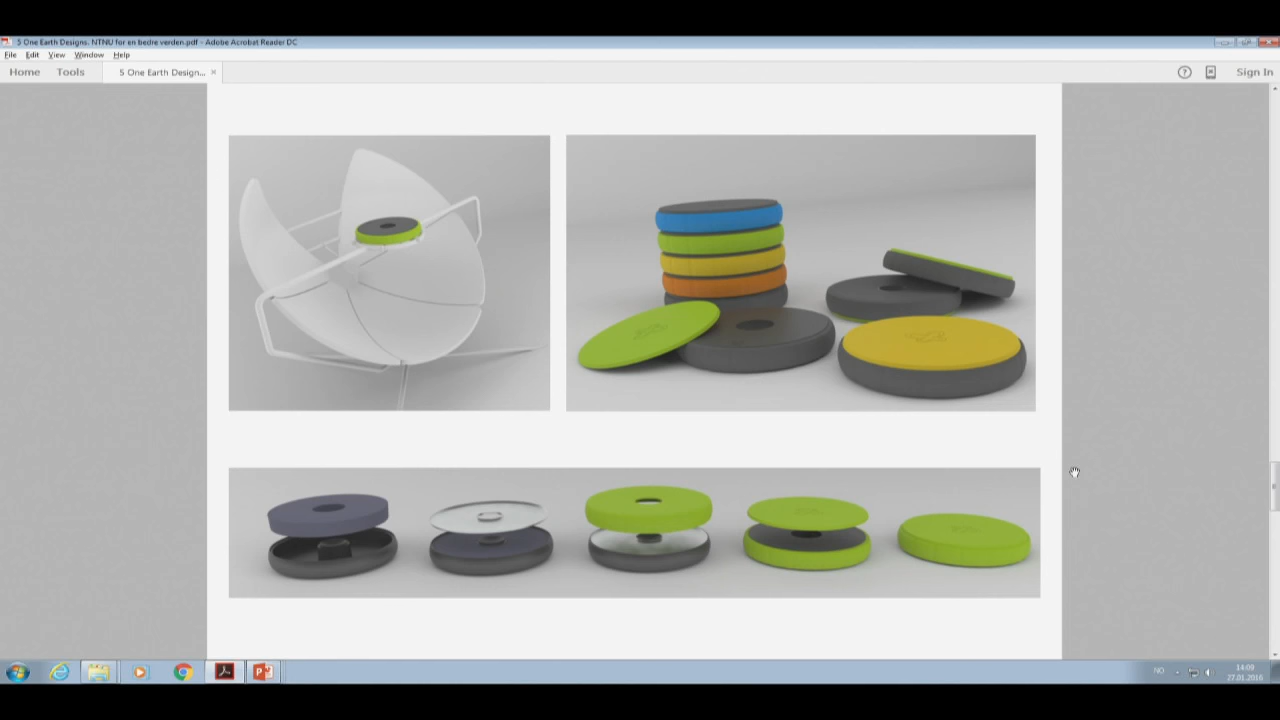 5 One Earth Designs. NTNU for en bedre verden.pdf - Adobe Acrobat Reader DC
File Edit View Window Help
Home Tools 5 One Earth Design... Sign In
NO 14:09
27.01.2016